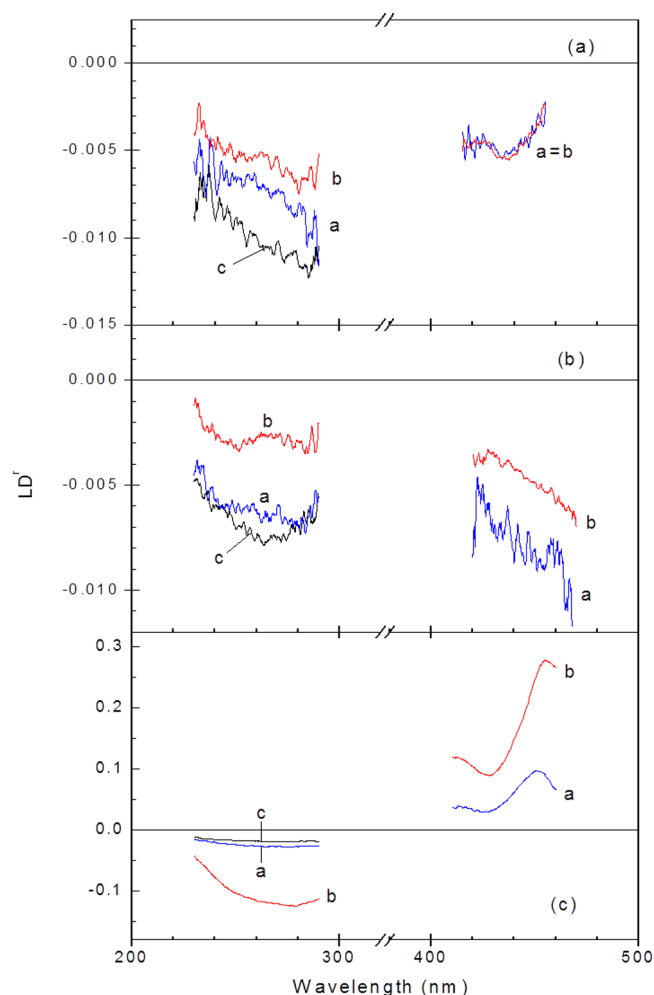 (a)
0.000
-0.005
b
a = b
a
-0.010
c
-0.015
(b)
0.000
b
-0.005
a
b
c
-0.010
a
LDʳ
0.3
b
0.2
0.1
a
c
0.0
a
-0.1
b
(c)
200
300
400
500
Wavelength (nm)